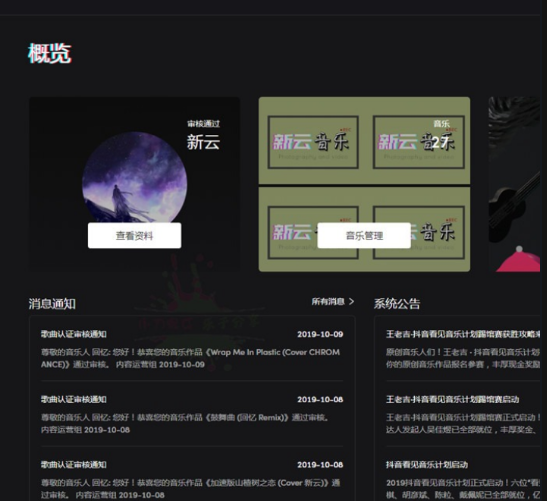 概览
审核通过
新云
查看资料
音乐
27
新云音乐
新云音乐
新云音乐
新云音乐
音乐管理
消息通知
所有消息 >
歌曲认证审核通知 2019-10-09
尊敬的音乐人 回忆: 您好！恭喜您的音乐作品《Wrap Me In Plastic (Cover CHROM
ANCE)》通过审核。 内容运营组 2019-10-09
歌曲认证审核通知 2019-10-08
尊敬的音乐人 回忆: 您好！恭喜您的音乐作品《鼓舞曲 (回忆 Remix)》通过审核。
内容运营组 2019-10-08
歌曲认证审核通知 2019-10-08
尊敬的音乐人 回忆: 您好！恭喜您的音乐作品《加速版山楂树之恋 (Cover 新云)》通
过审核。 内容运营组 2019-10-08
系统公告
王老吉·抖音看见音乐计划踢馆赛获胜攻略来
原创音乐人们！王老吉 · 抖音看见音乐计划
你的原创音乐作品报名参赛，丰厚现金奖励
王老吉·抖音看见音乐计划踢馆赛启动
王老吉·抖音看见音乐计划踢馆赛正式启动！
达人发起人吴佳煜已全部就位，丰厚奖金、
抖音看见音乐计划启动
2019抖音看见音乐计划正式启动！六位“看
棋、胡彦斌、陈粒、戴佩妮已全部就位，亿